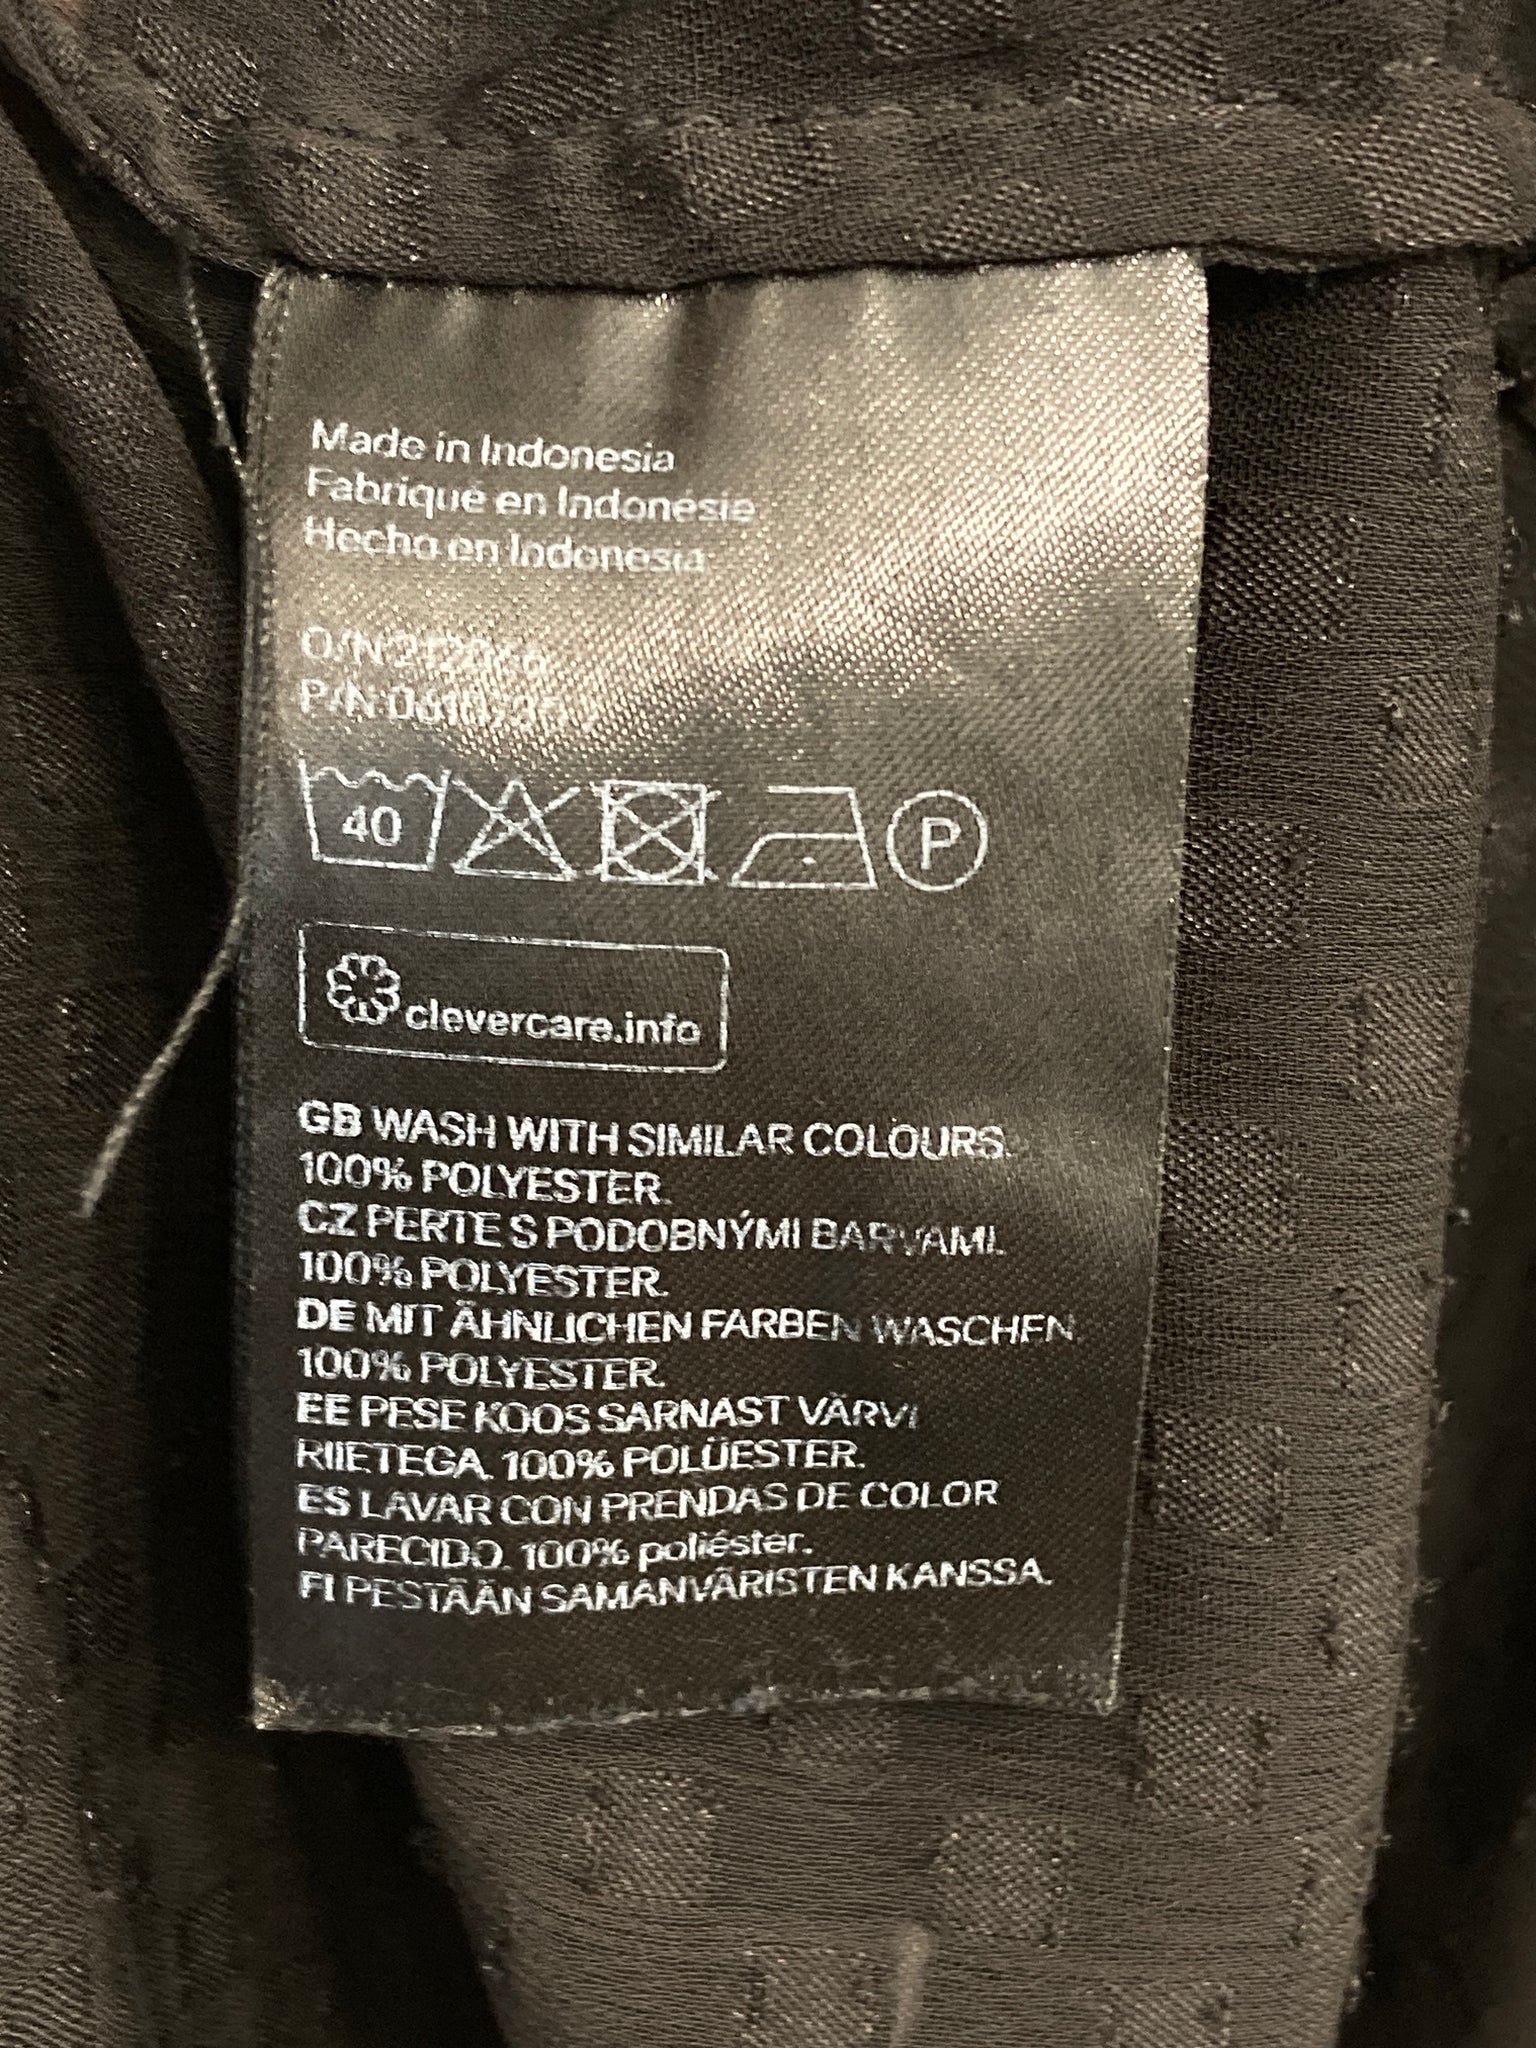 Made in Indonesia
Fabriqué en Indonésie
Hecho en Indonesia
40
P
clevercare.info
GB WASH WITH SIMILAR COLOURS.
100% POLYESTER.
CZ PERTE S PODOBNÝMI BARVAMI.
100% POLYESTER.
DE MIT ÄHNLICHEN FARBEN WASCHEN
100% POLYESTER.
EE PESE KOOS SARNAST VÄRVI
RIIETEGA. 100% POLÜESTER.
ES LAVAR CON PRENDAS DE COLOR
PARECIDO. 100% poliéster.
FI PESTÄÄN SAMANVÄRISTEN KANSSA.